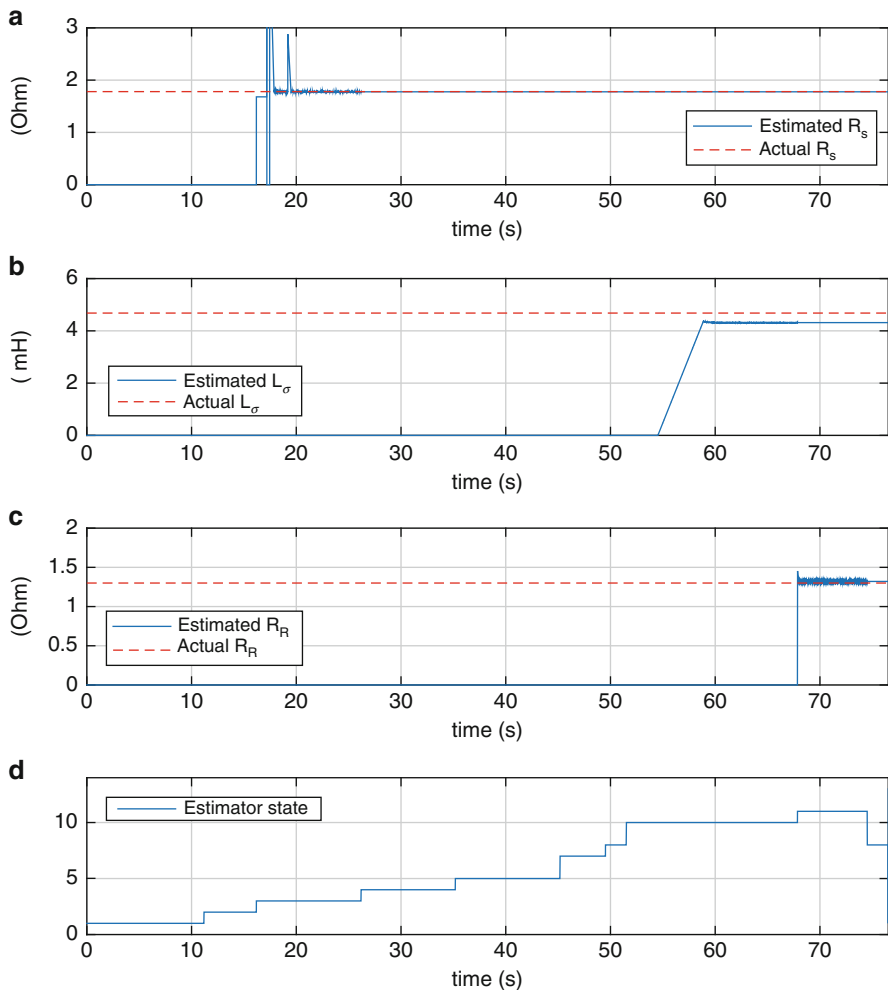 a
3
2
1
0
(Ohm)
Estimated R_s
Actual R_s
0 10 20 30 40 50 60 70
time (s)
b
6
4
2
0
( mH)
Estimated L_σ
Actual L_σ
0 10 20 30 40 50 60 70
time (s)
c
2
1.5
1
0.5
0
(Ohm)
Estimated R_R
Actual R_R
0 10 20 30 40 50 60 70
time (s)
d
10
5
0
Estimator state
0 10 20 30 40 50 60 70
time (s)